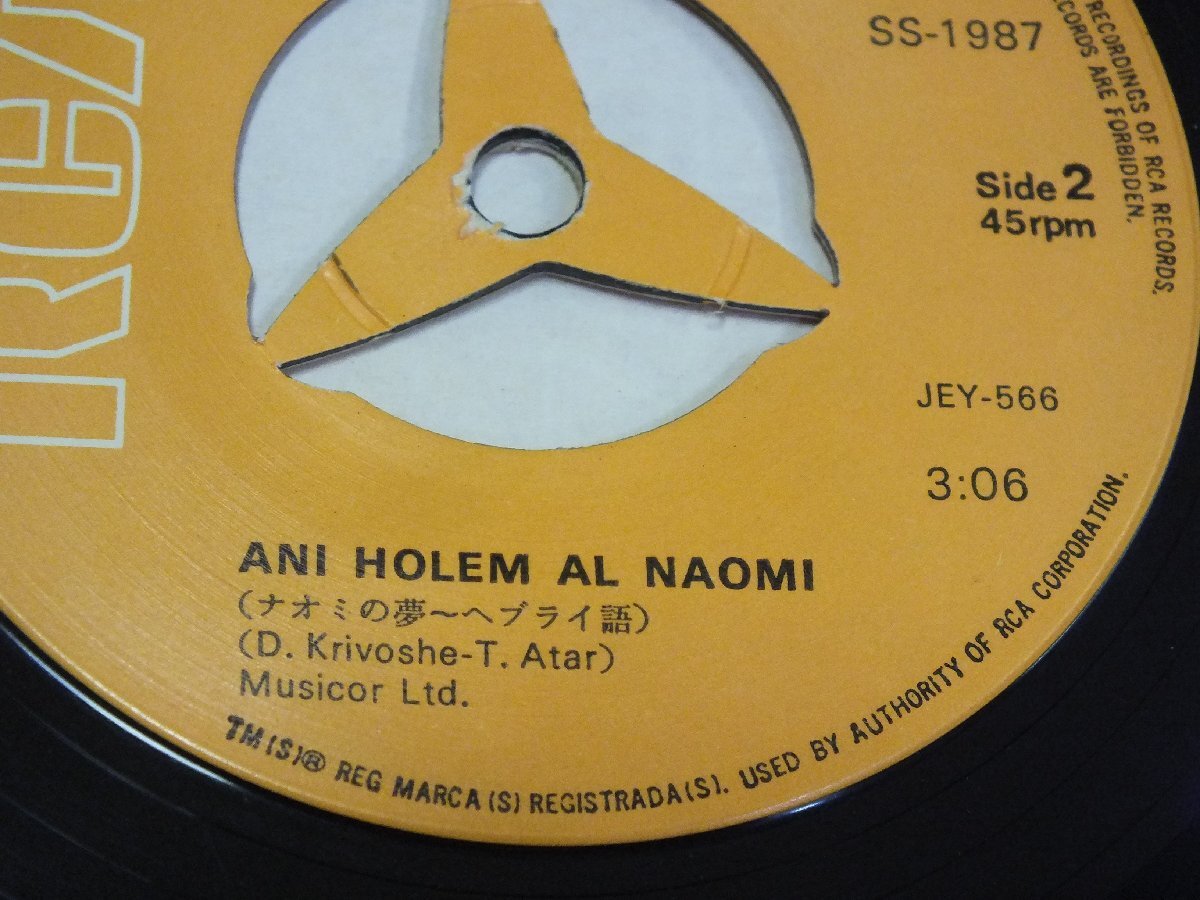 RCA
SS-1987
RECORDINGS OF RCA RECORDS.
RECORDS ARE FORBIDDEN.
Side 2
45rpm
JEY-566
3:06
ANI HOLEM AL NAOMI
(ナオミの夢〜ヘブライ語)
(D. Krivoshe-T. Atar)
Musicor Ltd.
TM(S)® REG MARCA(S) REGISTRADA(S). USED BY AUTHORITY OF RCA CORPORATION.